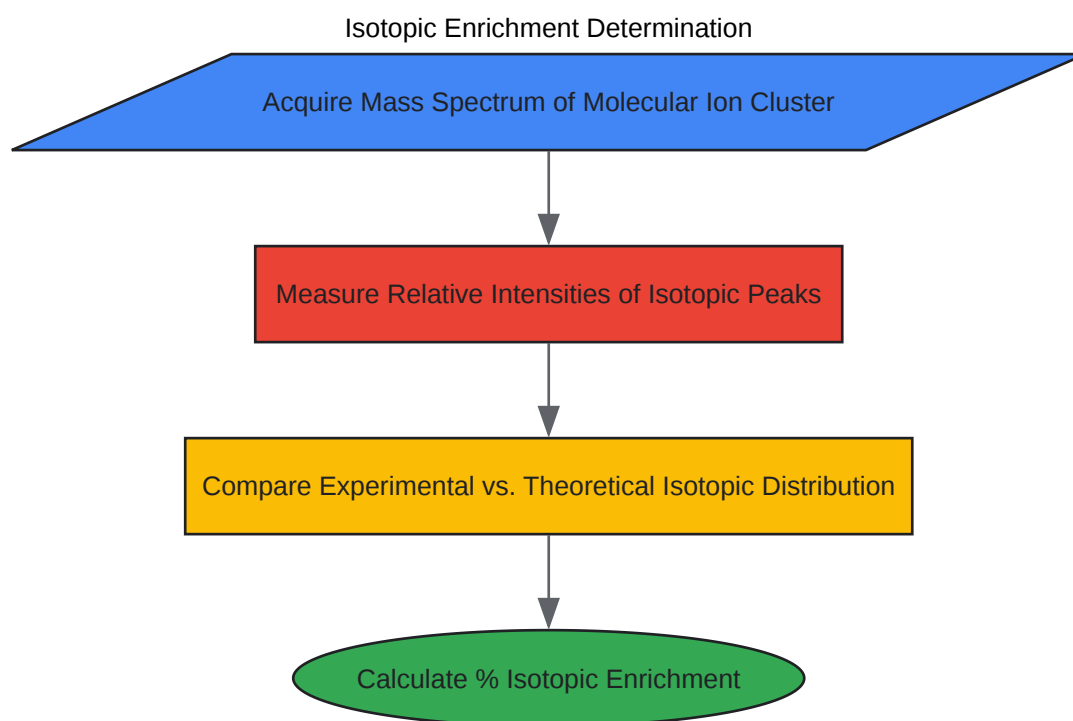 Isotopic Enrichment Determination
Acquire Mass Spectrum of Molecular Ion Cluster
Measure Relative Intensities of Isotopic Peaks
Compare Experimental vs. Theoretical Isotopic Distribution
Calculate % Isotopic Enrichment